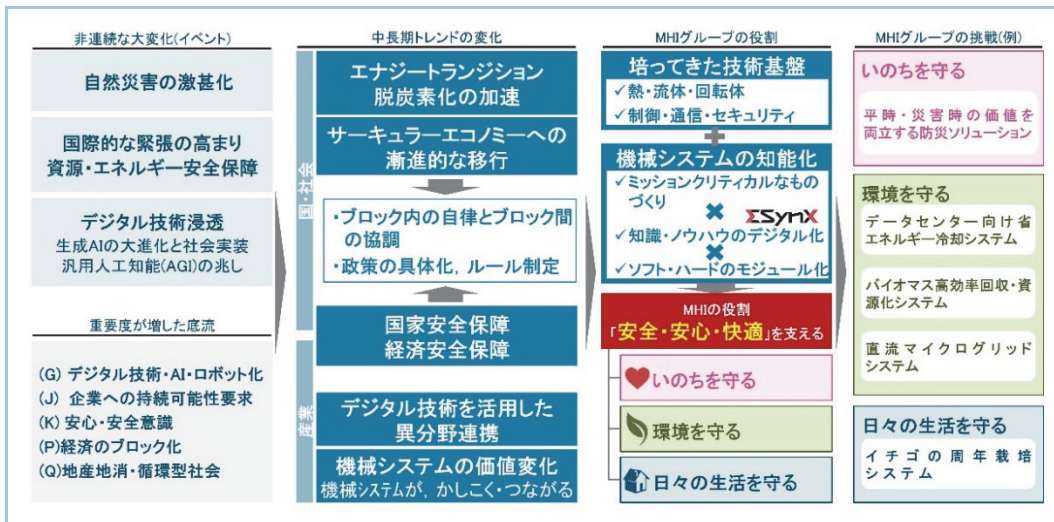 非連続な大変化(イベント)
自然災害の激甚化
国際的な緊張の高まり
資源・エネルギー安全保障
デジタル技術浸透
生成AIの大進化と社会実装
汎用人工知能(AGI)の兆し
重要度が増した底流
(G) デジタル技術・AI・ロボット化
(J) 企業への持続可能性要求
(K) 安心・安全意識
(P)経済のブロック化
(Q)地産地消・循環型社会
中長期トレンドの変化
国・社会
エナジートランジション
脱炭素化の加速
サーキュラーエコノミーへの
漸進的な移行
・ブロック内の自律とブロック間
の協調
・政策の具体化，ルール制定
国家安全保障
経済安全保障
産業
デジタル技術を活用した
異分野連携
機械システムの価値変化
機械システムが，かしこく・つながる
MHIグループの役割
培ってきた技術基盤
✓熱・流体・回転体
✓制御・通信・セキュリティ
＋
機械システムの知能化
✓ミッションクリティカルなもの
づくり
× ΣSynX
✓知識・ノウハウのデジタル化
×
✓ソフト・ハードのモジュール化
MHIの役割
「安全・安心・快適」を支える
いのちを守る
環境を守る
日々の生活を守る
MHIグループの挑戦(例)
いのちを守る
平時・災害時の価値を
両立する防災ソリューション
環境を守る
データセンター向け省
エネルギー冷却システム
バイオマス高効率回収・資
源化システム
直流マイクログリッド
システム
日々の生活を守る
イチゴの周年栽培
システム